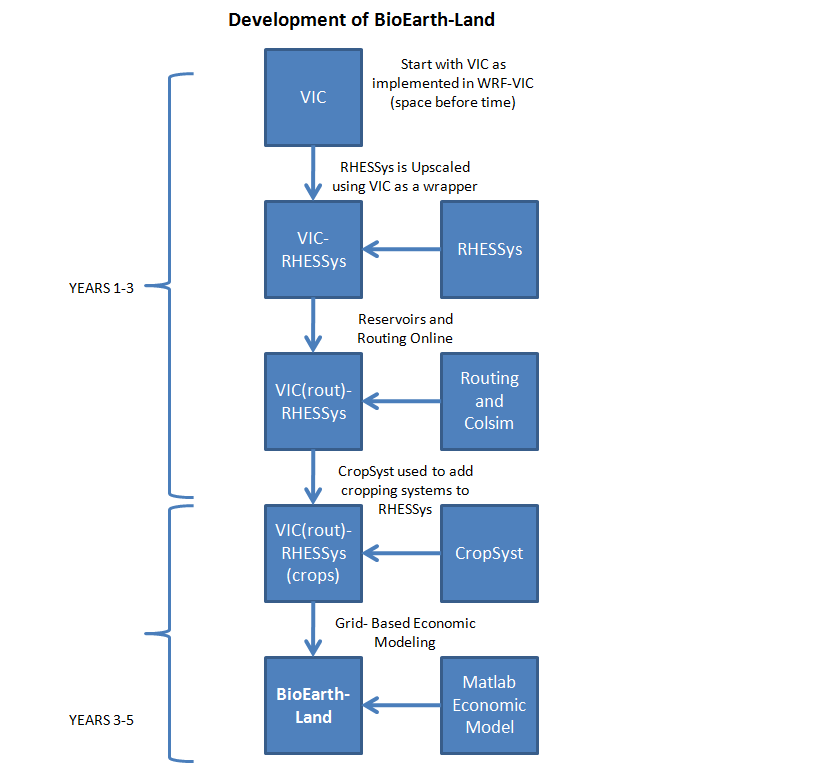 Development of BioEarth-Land
VIC
Start with VIC as
implemented in WRF-VIC
(space before time)
RHESSys is Upscaled
using VIC as a wrapper
VIC-
RHESSys
RHESSys
YEARS 1-3
Reservoirs and
Routing Online
VIC(rout)-
RHESSys
Routing
and
Colsim
CropSyst used to add
cropping systems to
RHESSys
VIC(rout)-
RHESSys
(crops)
CropSyst
Grid- Based Economic
Modeling
BioEarth-
Land
Matlab
Economic
Model
YEARS 3-5